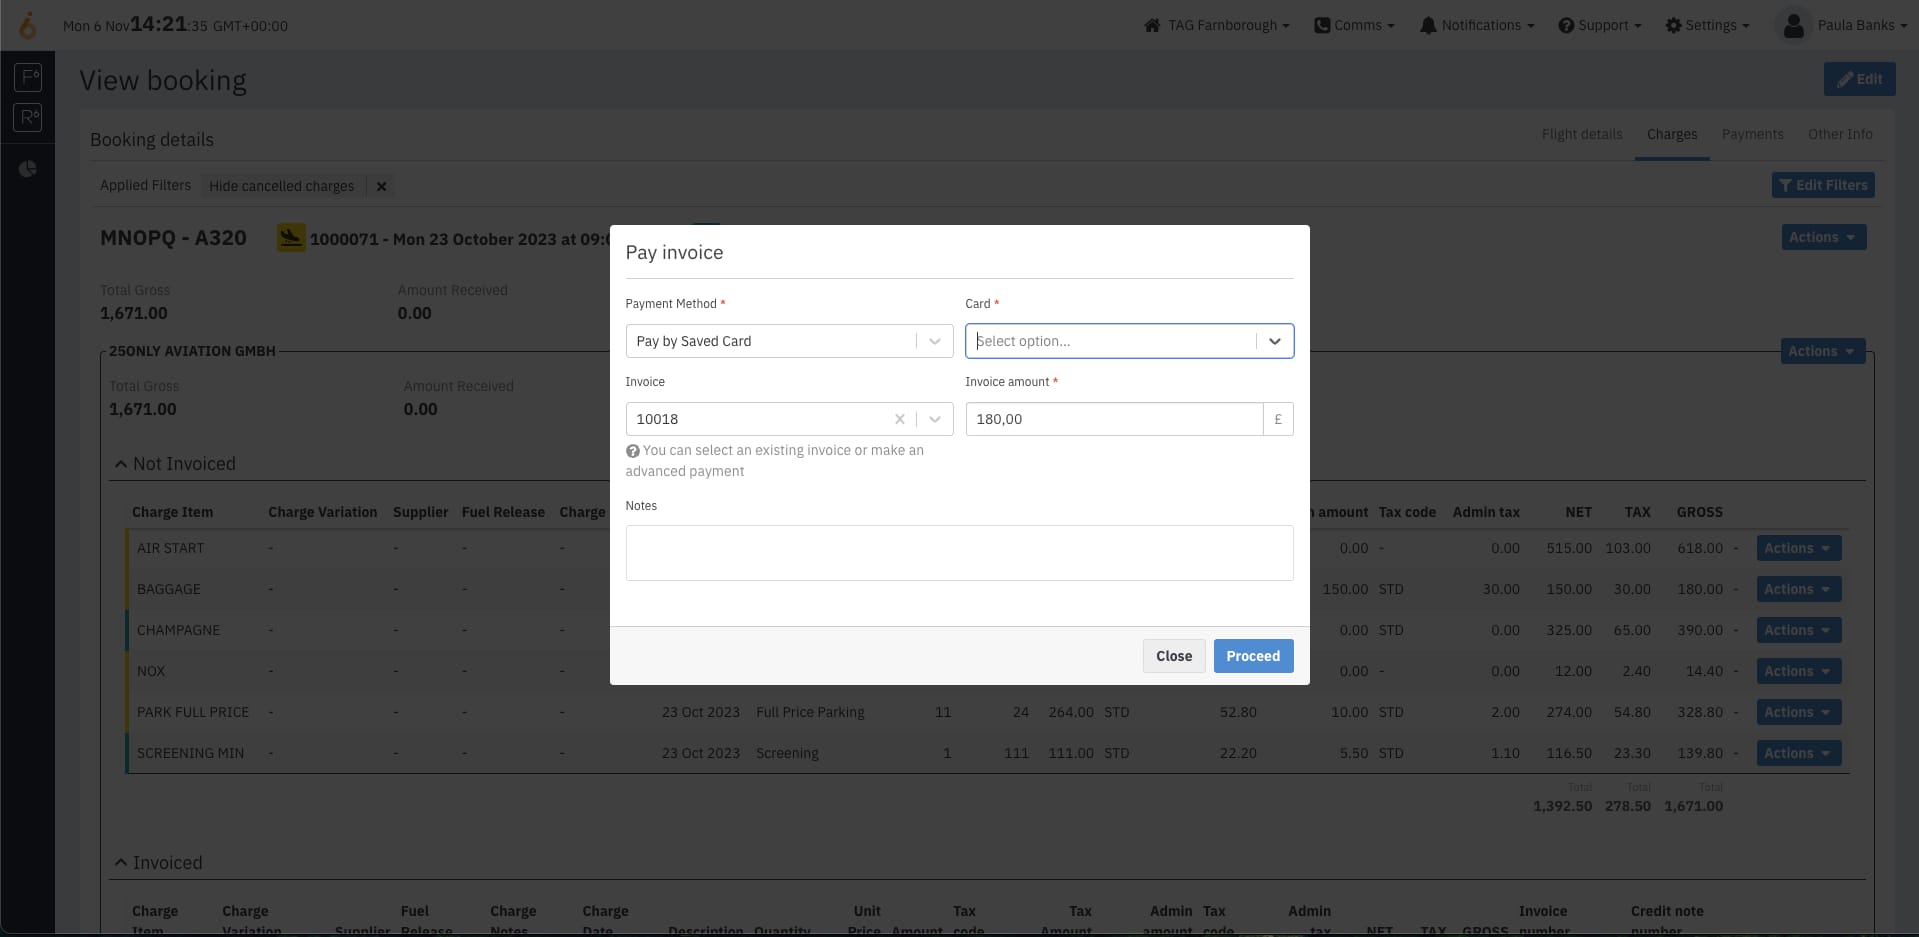 Mon 6 Nov 14:21:35 GMT+00:00
TAG Farnborough
Comms
Notifications
Support
Settings
Paula Banks
F6
R6
View booking
Edit
Booking details
Flight details Charges Payments Other Info
Applied Filters Hide cancelled charges
Edit Filters
MNOPQ - A320 1000071 - Mon 23 October 2023 at 09:0
Actions
Total Gross Amount Received
1,671.00 0.00
25ONLY AVIATION GMBH
Actions
Total Gross Amount Received
1,671.00 0.00
Not Invoiced
Charge Item Charge Variation Supplier Fuel Release Charge amount Tax code Admin tax NET TAX GROSS
AIR START - - - - 0.00 - 0.00 515.00 103.00 618.00 - Actions
BAGGAGE - - - - 150.00 STD 30.00 150.00 30.00 180.00 - Actions
CHAMPAGNE - - - - 0.00 STD 0.00 325.00 65.00 390.00 - Actions
NOX - - - - 0.00 - 0.00 12.00 2.40 14.40 - Actions
PARK FULL PRICE - - - - 23 Oct 2023 Full Price Parking 11 24 264.00 STD 52.80 10.00 STD 2.00 274.00 54.80 328.80 - Actions
SCREENING MIN - - - - 23 Oct 2023 Screening 1 111 111.00 STD 22.20 5.50 STD 1.10 116.50 23.30 139.80 - Actions
Total Total Total
1,392.50 278.50 1,671.00
Invoiced
Charge Charge Fuel Charge Charge Unit Tax Tax Admin Tax Admin Invoice Credit note
Item Variation Supplier Release Notes Date Description Quantity Price Amount code Amount amount code tax NET TAX GROSS number number
Pay invoice
Payment Method *
Card *
Pay by Saved Card
Select option...
Invoice
Invoice amount *
10018
180,00 £
You can select an existing invoice or make an
advanced payment
Notes
Close
Proceed